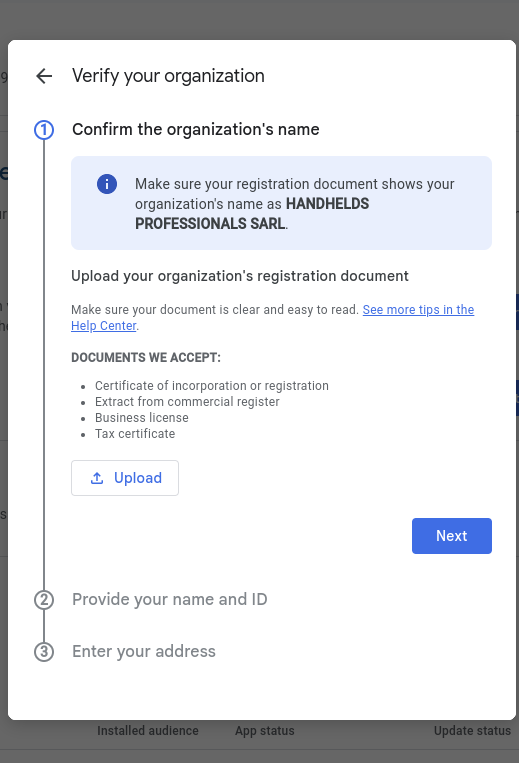 Verify your organization
1
Confirm the organization's name
Make sure your registration document shows your
organization's name as HANDHELDS
PROFESSIONALS SARL.
Upload your organization's registration document
Make sure your document is clear and easy to read. See more tips in the
Help Center.
DOCUMENTS WE ACCEPT:
Certificate of incorporation or registration
Extract from commercial register
Business license
Tax certificate
Upload
Next
2
Provide your name and ID
3
Enter your address
Installed audience App status Update status